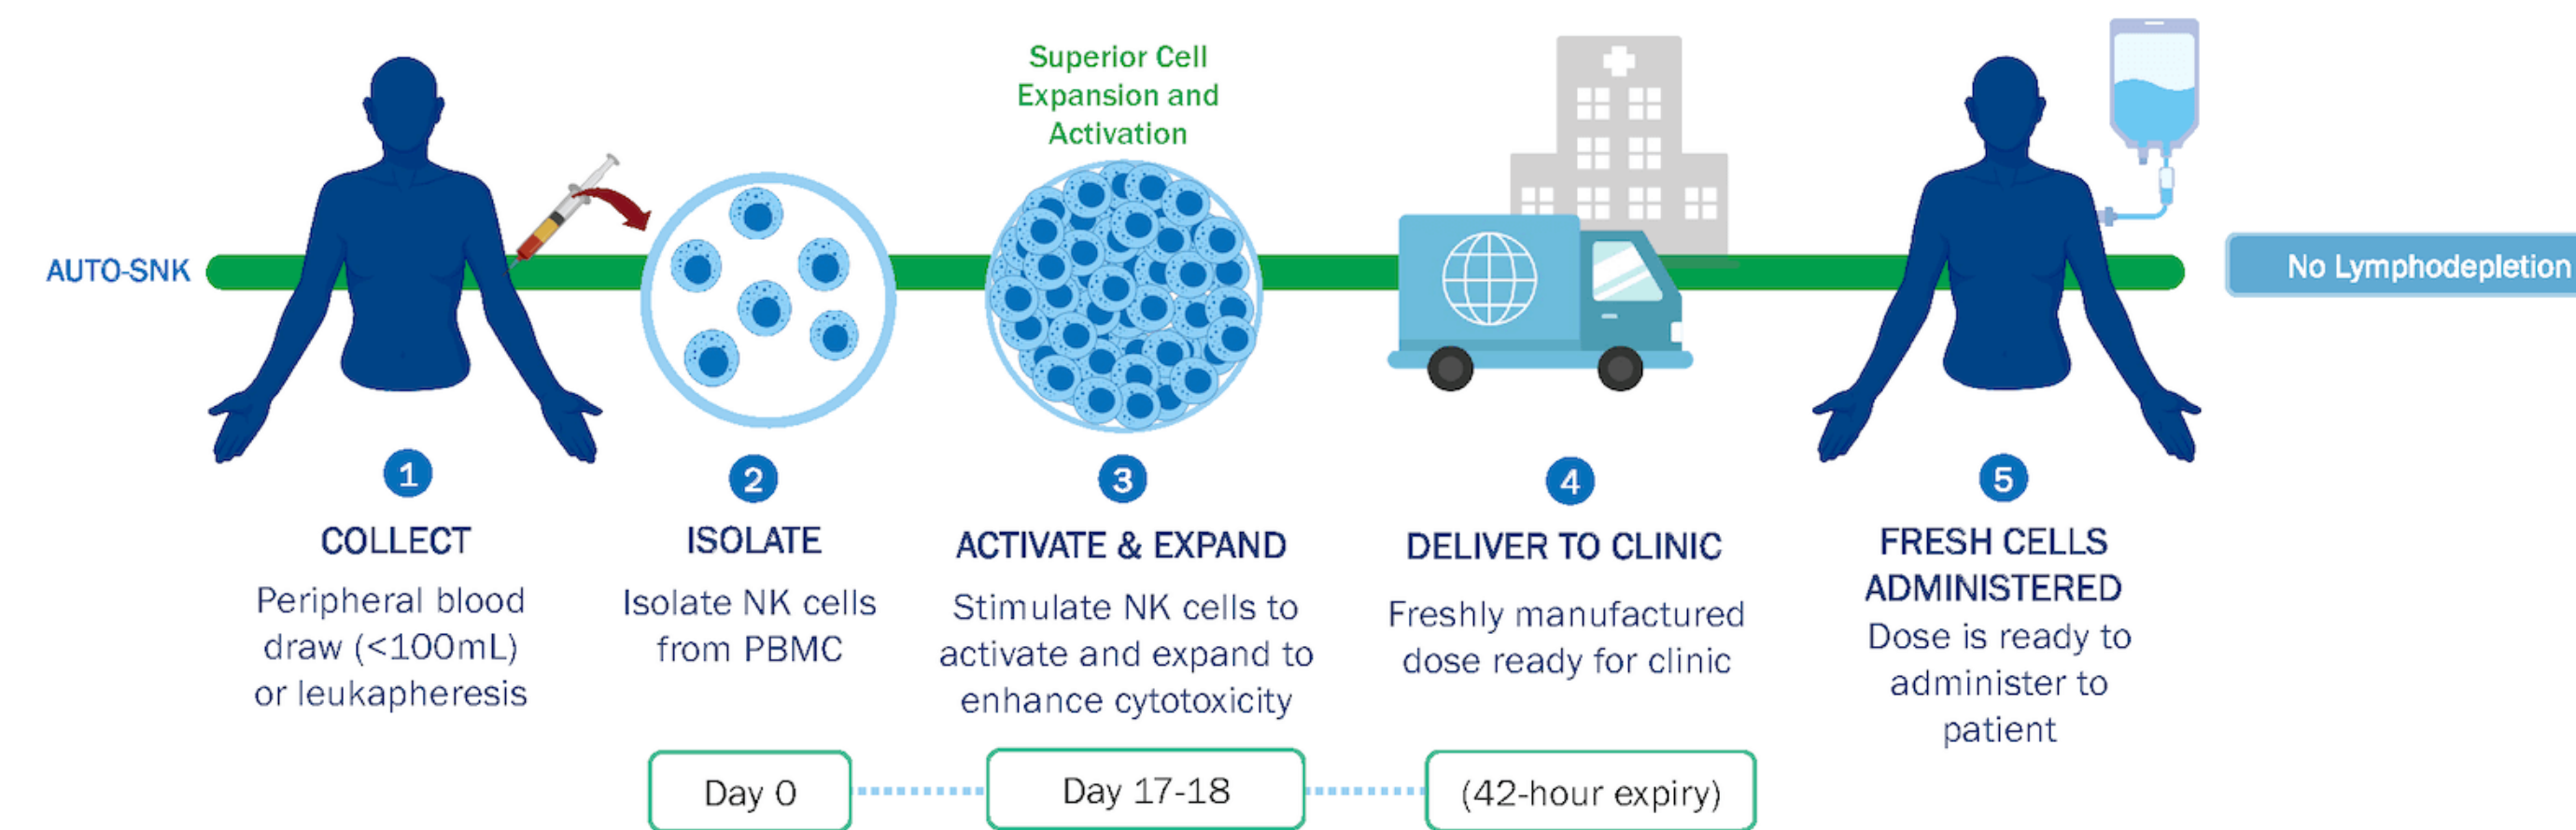 Superior Cell
Expansion and
Activation
AUTO-SNK
No Lymphodepletion
1
COLLECT
Peripheral blood
draw (<100mL)
or leukapheresis
2
ISOLATE
Isolate NK cells
from PBMC
3
ACTIVATE & EXPAND
Stimulate NK cells to
activate and expand to
enhance cytotoxicity
4
DELIVER TO CLINIC
Freshly manufactured
dose ready for clinic
5
FRESH CELLS
ADMINISTERED
Dose is ready to
administer to
patient
Day 0
Day 17-18
(42-hour expiry)